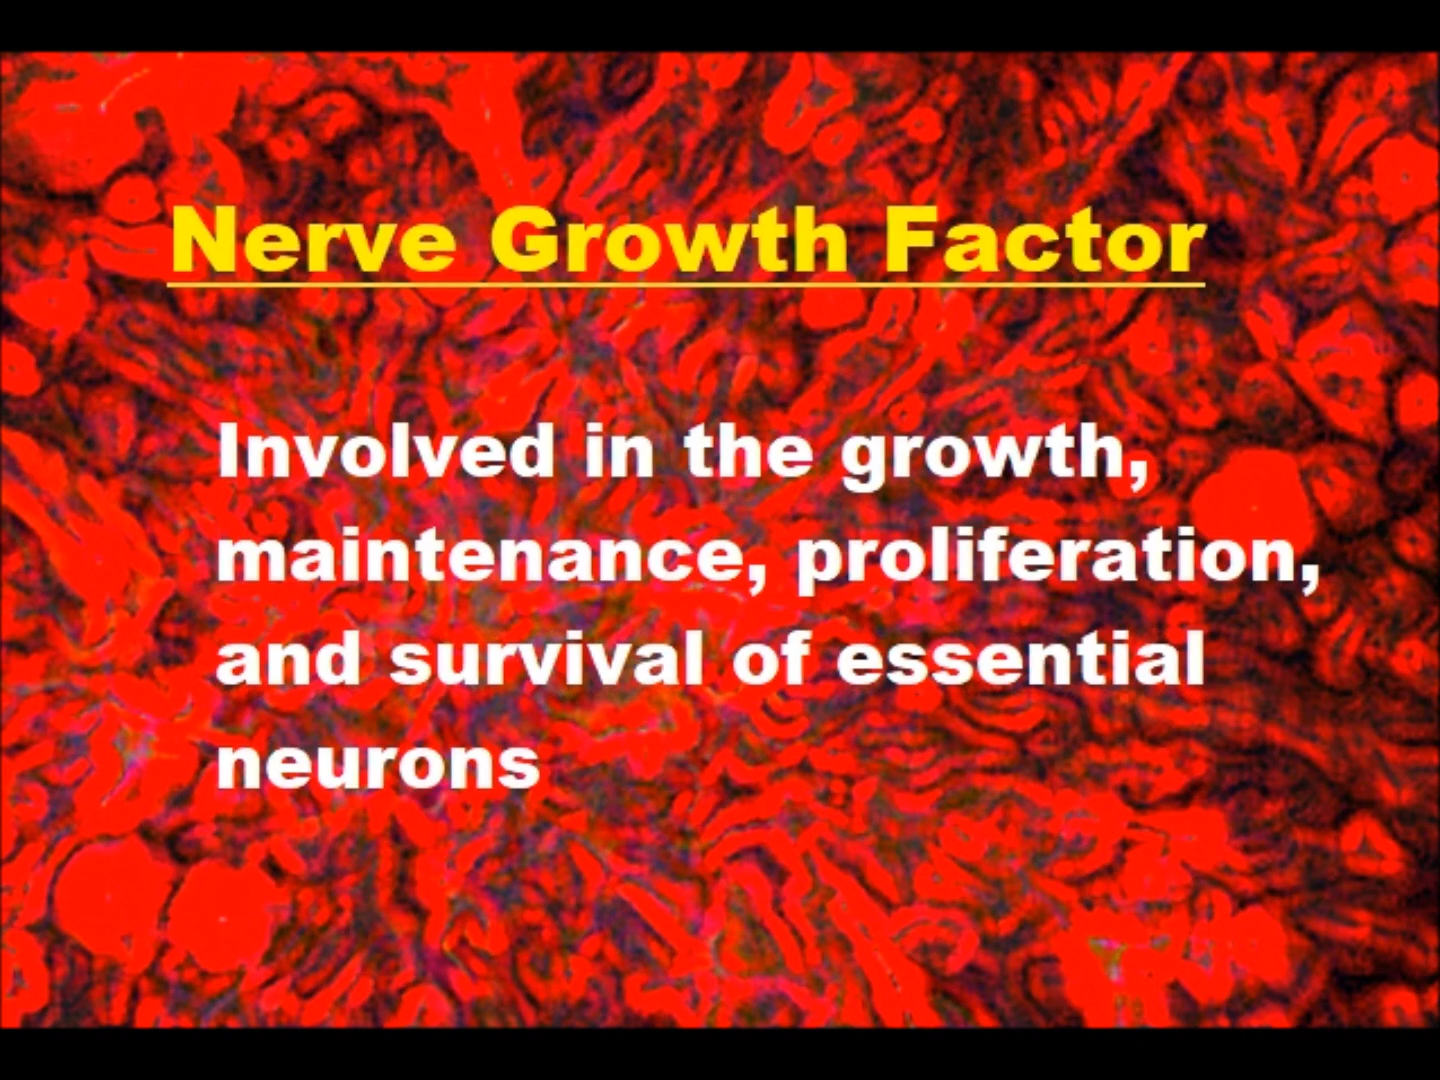 Nerve Growth Factor
Involved in the growth,
maintenance, proliferation,
and survival of essential
neurons